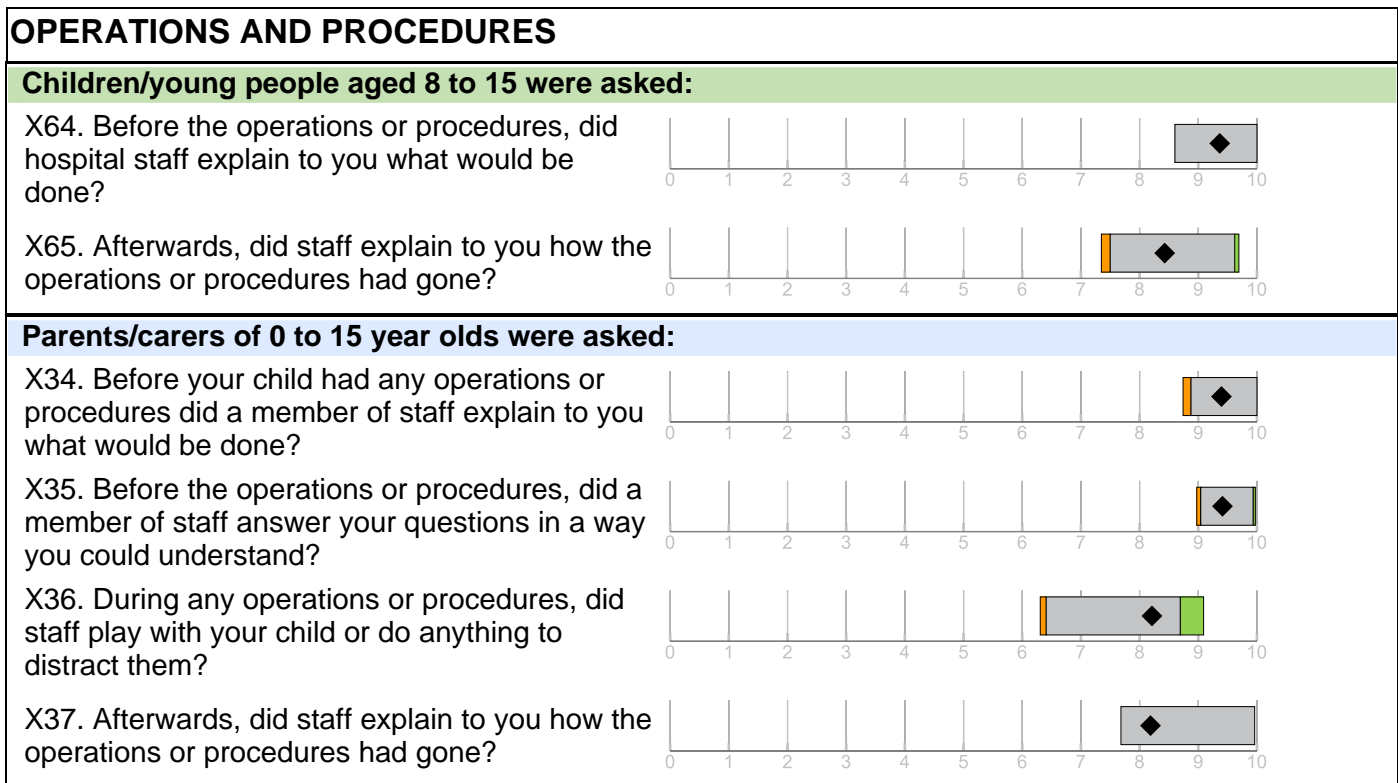 OPERATIONS AND PROCEDURES
Children/young people aged 8 to 15 were asked:
X64. Before the operations or procedures, did
hospital staff explain to you what would be
done?
0 1 2 3 4 5 6 7 8 9 10
X65. Afterwards, did staff explain to you how the
operations or procedures had gone?
0 1 2 3 4 5 6 7 8 9 10
Parents/carers of 0 to 15 year olds were asked:
X34. Before your child had any operations or
procedures did a member of staff explain to you
what would be done?
0 1 2 3 4 5 6 7 8 9 10
X35. Before the operations or procedures, did a
member of staff answer your questions in a way
you could understand?
0 1 2 3 4 5 6 7 8 9 10
X36. During any operations or procedures, did
staff play with your child or do anything to
distract them?
0 1 2 3 4 5 6 7 8 9 10
X37. Afterwards, did staff explain to you how the
operations or procedures had gone?
0 1 2 3 4 5 6 7 8 9 10